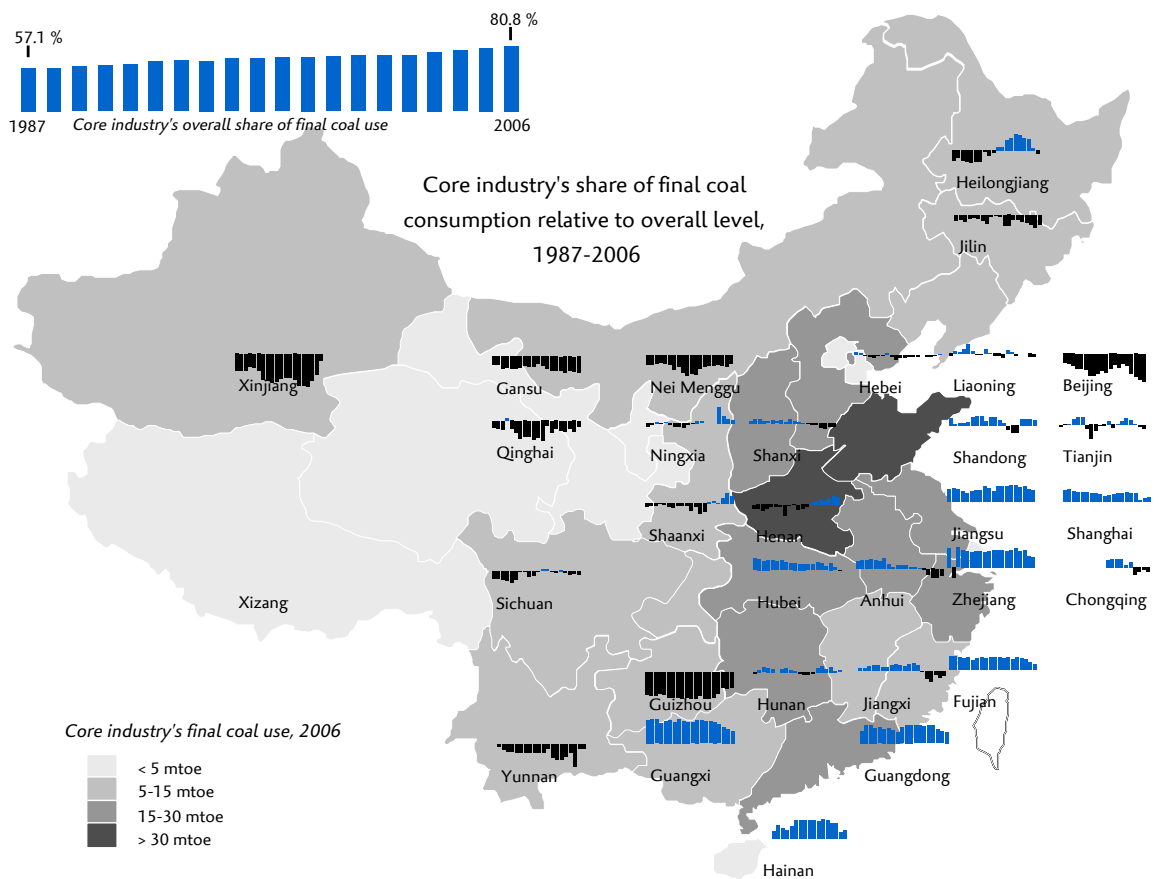 80.8 %
57.1 %
1987 Core industry's overall share of final coal use 2006
Core industry's share of final coal
consumption relative to overall level,
1987-2006
Heilongjiang
Jilin
Xinjiang
Gansu
Nei Menggu
Hebei
Liaoning
Beijing
Qinghai
Ningxia
Shanxi
Shandong
Tianjin
Shaanxi
Henan
Jiangsu
Shanghai
Xizang
Sichuan
Hubei
Anhui
Zhejiang
Chongqing
Guizhou
Hunan
Jiangxi
Fujian
Core industry's final coal use, 2006
< 5 mtoe
5-15 mtoe
15-30 mtoe
> 30 mtoe
Yunnan
Guangxi
Guangdong
Hainan